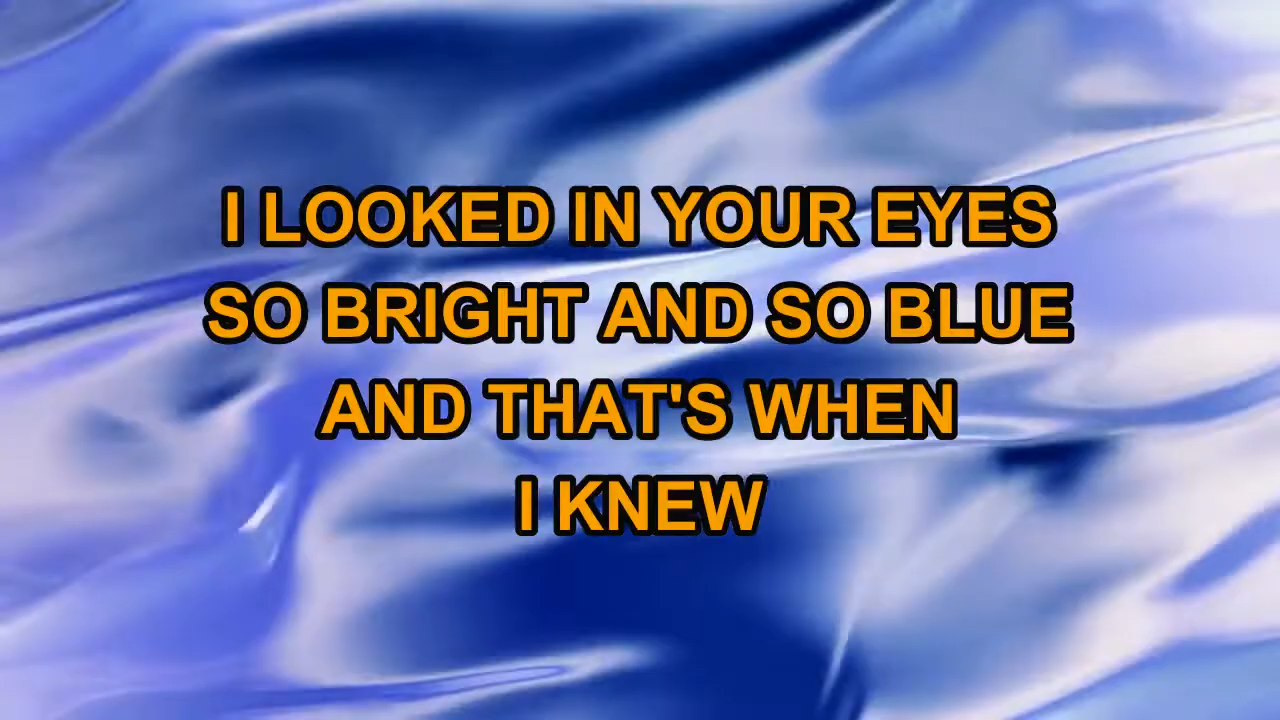 I LOOKED IN YOUR EYES
SO BRIGHT AND SO BLUE
AND THAT'S WHEN
I KNEW